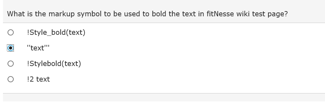 What is the markup symbol to be used to bold the text in fitNesse wiki test page?
!Style_bold(text)
'''text'''
!Stylebold(text)
!2 text